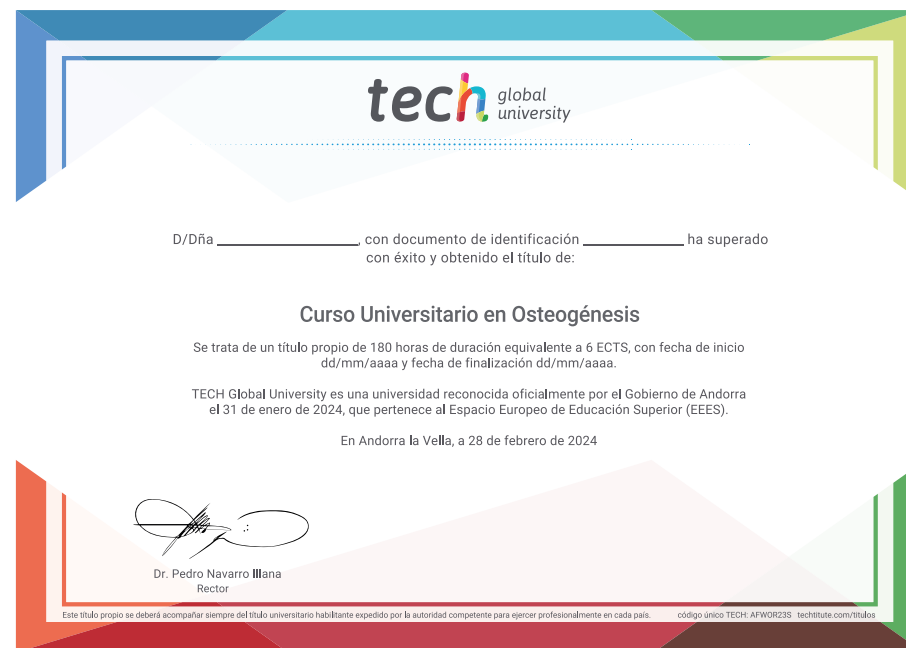 tech global university
D/Dña ______________, con documento de identificación ____________ ha superado
con éxito y obtenido el título de:
Curso Universitario en Osteogénesis
Se trata de un título propio de 180 horas de duración equivalente a 6 ECTS, con fecha de inicio
dd/mm/aaaa y fecha de finalización dd/mm/aaaa.
TECH Global University es una universidad reconocida oficialmente por el Gobierno de Andorra
el 31 de enero de 2024, que pertenece al Espacio Europeo de Educación Superior (EEES).
En Andorra la Vella, a 28 de febrero de 2024
Dr. Pedro Navarro Illana
Rector
Este título propio se deberá acompañar siempre del título universitario habilitante expedido por la autoridad competente para ejercer profesionalmente en cada país. código único TECH: AFWOR23S techtitute.com/titulos